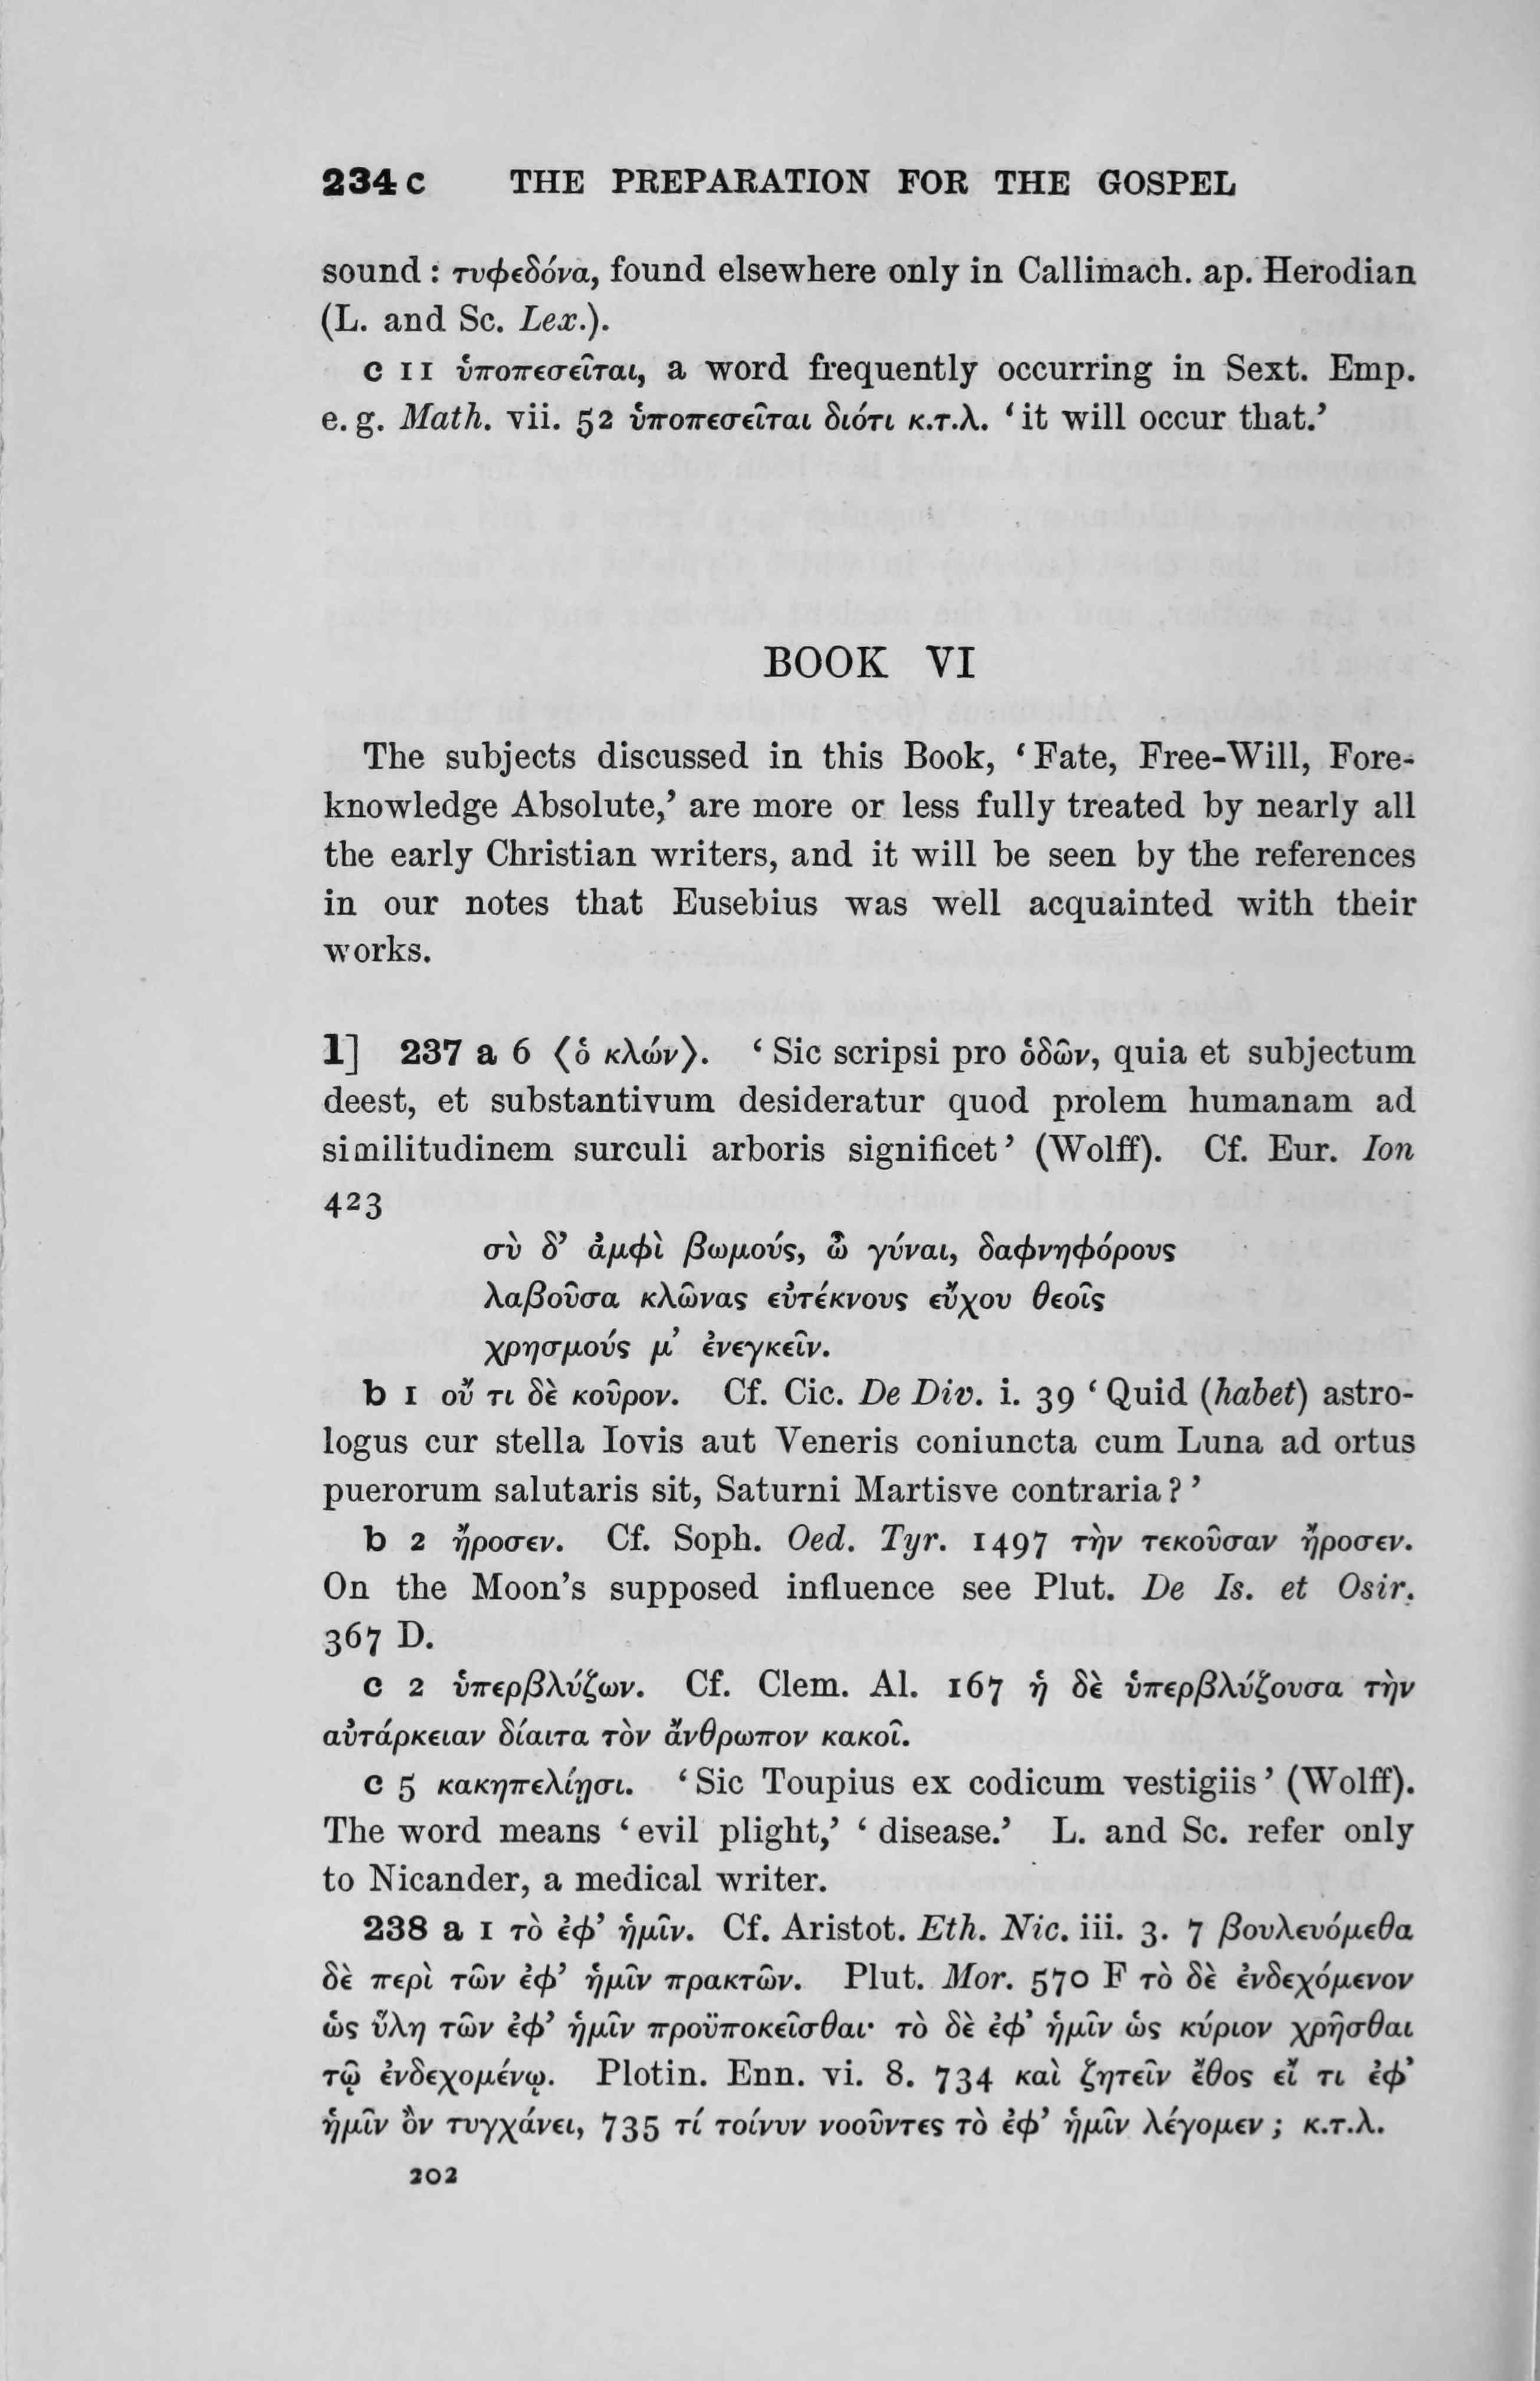 234 c THE PREPARATION FOR THE GOSPEL
sound : τυφεδόνα, found elsewhere only in Callimach. ap. Herodian
(L. and Sc. Lex.).
c 11 ὑποπεσεῖται, a word frequently occurring in Sext. Emp.
e. g. Math. vii. 52 ὑποπεσεῖται διότι κ.τ.λ. ‘it will occur that.’
BOOK VI
The subjects discussed in this Book, ‘Fate, Free-Will, Fore-
knowledge Absolute,’ are more or less fully treated by nearly all
the early Christian writers, and it will be seen by the references
in our notes that Eusebius was well acquainted with their
works.
1] 237 a 6 ⟨ὁ κλών⟩. ‘Sic scripsi pro ὁδῶν, quia et subjectum
deest, et substantivum desideratur quod prolem humanam ad
similitudinem surculi arboris significet’ (Wolff). Cf. Eur. Ion
423
σὺ δ’ ἀμφὶ βωμούς, ὦ γύναι, δαφνηφόρους
λαβοῦσα κλῶνας εὐτέκνους εὔχου θεοῖς
χρησμούς μ’ ἐνεγκεῖν.
b 1 οὔ τι δὲ κοῦρον. Cf. Cic. De Div. i. 39 ‘Quid (habet) astro-
logus cur stella Iovis aut Veneris coniuncta cum Luna ad ortus
puerorum salutaris sit, Saturni Martisve contraria?’
b 2 ἤροσεν. Cf. Soph. Oed. Tyr. 1497 τὴν τεκοῦσαν ἤροσεν.
On the Moon’s supposed influence see Plut. De Is. et Osir.
367 D.
c 2 ὑπερβλύζων. Cf. Clem. Al. 167 ἡ δὲ ὑπερβλύζουσα τὴν
αὐτάρκειαν δίαιτα τὸν ἄνθρωπον κακοῖ.
c 5 κακηπελίῃσι. ‘Sic Toupius ex codicum vestigiis’ (Wolff).
The word means ‘evil plight,’ ‘disease.’ L. and Sc. refer only
to Nicander, a medical writer.
238 a 1 τὸ ἐφ’ ἡμῖν. Cf. Aristot. Eth. Nic. iii. 3. 7 βουλευόμεθα
δὲ περὶ τῶν ἐφ’ ἡμῖν πρακτῶν. Plut. Mor. 570 F τὸ δὲ ἐνδεχόμενον
ὡς ὕλη τῶν ἐφ’ ἡμῖν προϋποκεῖσθαι· τὸ δὲ ἐφ’ ἡμῖν ὡς κύριον χρῆσθαι
τῷ ἐνδεχομένῳ. Plotin. Enn. vi. 8. 734 καὶ ζητεῖν ἔθος εἴ τι ἐφ’
ἡμῖν ὂν τυγχάνει, 735 τί τοίνυν νοοῦντες τὸ ἐφ’ ἡμῖν λέγομεν ; κ.τ.λ.
202